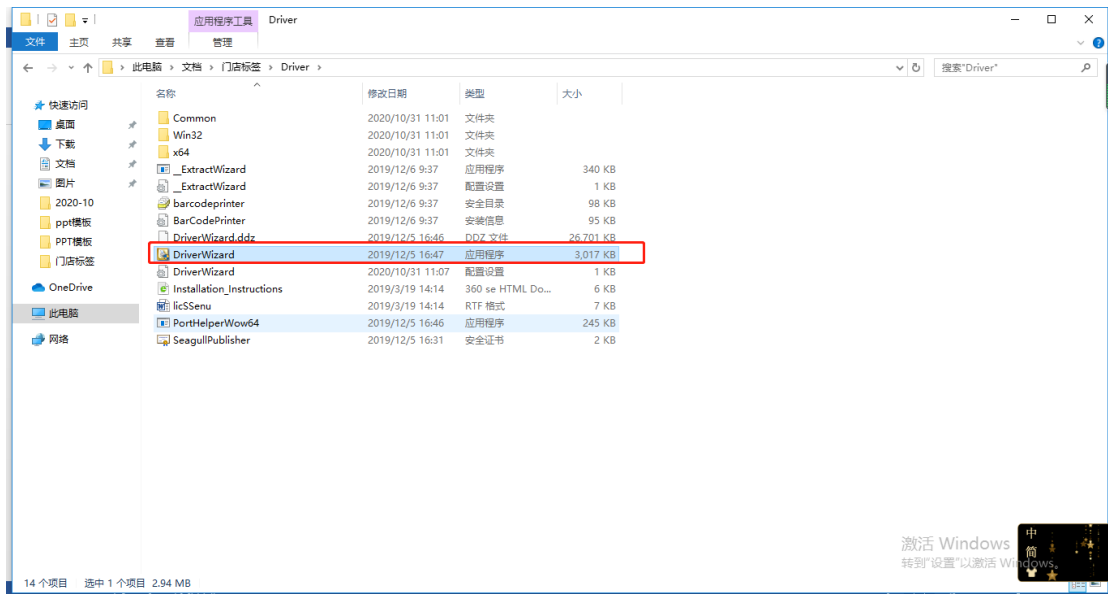 应用程序工具 Driver
文件 主页 共享 查看 管理
此电脑 › 文档 › 门店标签 › Driver › 搜索"Driver"
名称 修改日期 类型 大小
快速访问
桌面
下载
文档
图片
2020-10
ppt模板
PPT模板
门店标签
OneDrive
此电脑
网络
Common 2020/10/31 11:01 文件夹
Win32 2020/10/31 11:01 文件夹
x64 2020/10/31 11:01 文件夹
__ExtractWizard 2019/12/6 9:37 应用程序 340 KB
__ExtractWizard 2019/12/6 9:37 配置设置 1 KB
barcodeprinter 2019/12/6 9:37 安全目录 98 KB
BarCodePrinter 2019/12/6 9:37 安装信息 95 KB
DriverWizard.ddz 2019/12/5 16:46 DDZ 文件 26,701 KB
DriverWizard 2019/12/5 16:47 应用程序 3,017 KB
DriverWizard 2020/10/31 11:07 配置设置 1 KB
Installation_Instructions 2019/3/19 14:14 360 se HTML Do... 6 KB
licSSenu 2019/3/19 14:14 RTF 格式 7 KB
PortHelperWow64 2019/12/5 16:46 应用程序 245 KB
SeagullPublisher 2019/12/5 16:31 安全证书 2 KB
激活 Windows
转到"设置"以激活 Windows。
中
简
14 个项目 选中 1 个项目 2.94 MB